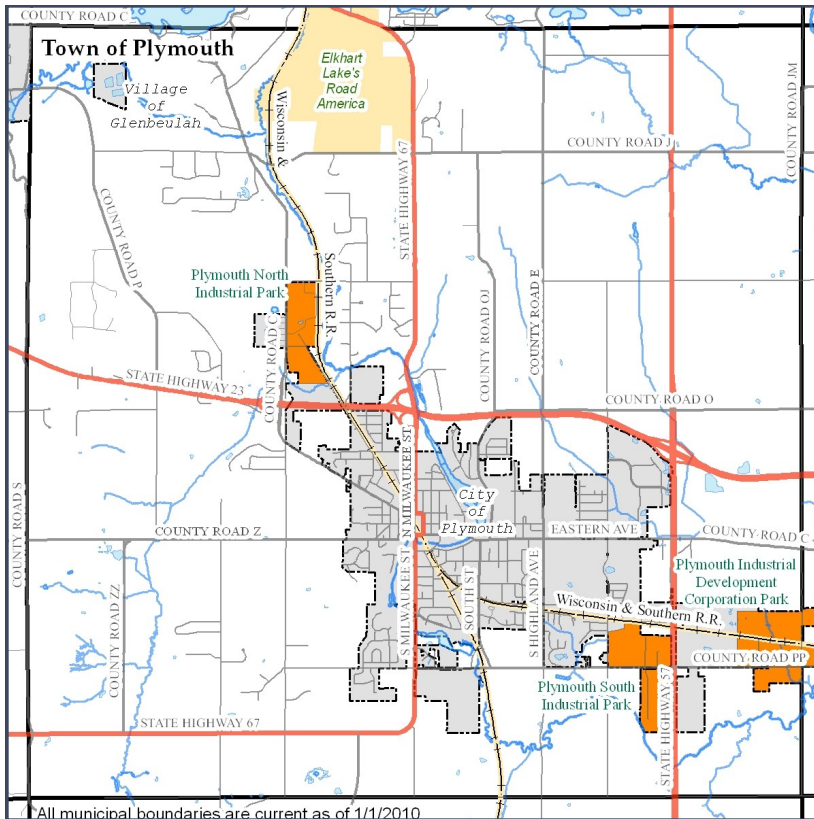 COUNTY ROAD C
COUNTY ROAD C
Town of Plymouth
Elkhart
Lake's
Road
America
Village
of
Glenbeulah
Wisconsin &
Southern R.R.
STATE HIGHWAY 67
COUNTY ROAD J
COUNTY ROAD JM
COUNTY ROAD P
Plymouth North
Industrial Park
COUNTY ROAD C
COUNTY ROAD OJ
COUNTY ROAD E
STATE HIGHWAY 23
COUNTY ROAD O
N MILWAUKEE ST
City
of
Plymouth
COUNTY ROAD S
COUNTY ROAD Z
EASTERN AVE
COUNTY ROAD C
COUNTY ROAD ZZ
S MILWAUKEE ST
SOUTH ST
S HIGHLAND AVE
Plymouth Industrial
Development
Corporation Park
Wisconsin & Southern R.R.
COUNTY ROAD PP
Plymouth South
Industrial Park
STATE HIGHWAY 57
STATE HIGHWAY 67
*All municipal boundaries are current as of 1/1/2010